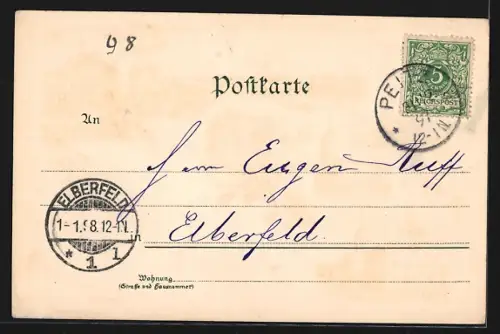 98
5
REICHSPOST
Postkarte
An
Herrn Eugen Ruff
ELBERFELD
1-1.98.12-1N.
* 1 I
in Elberfeld
Wohnung
(Straße und Hausnummer)